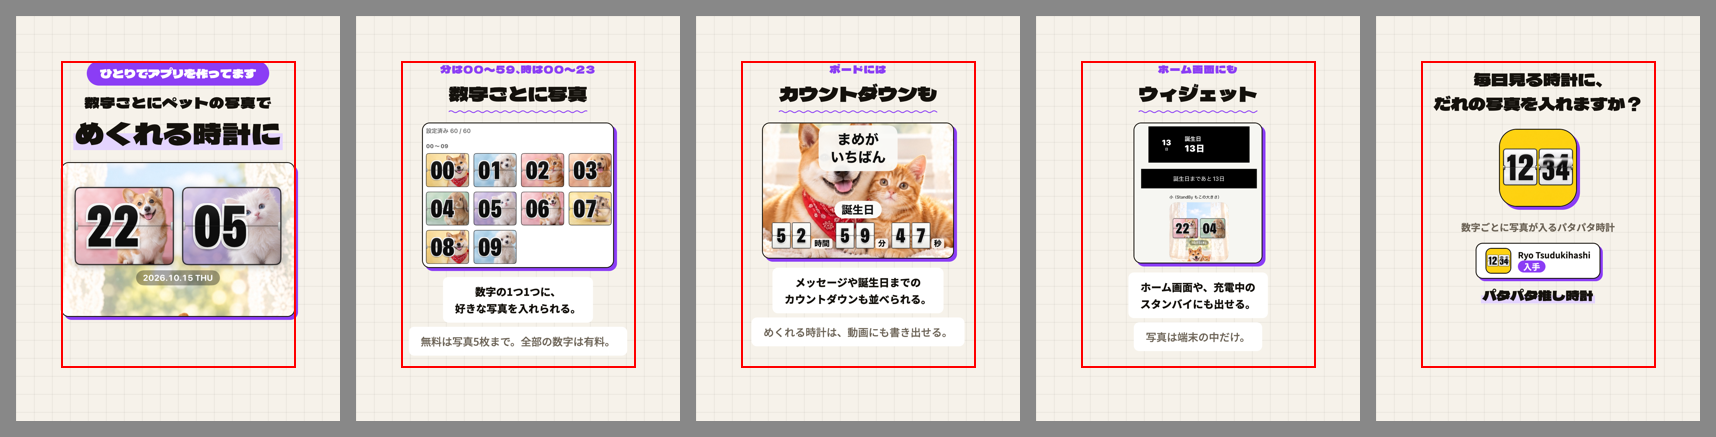 ひとりでアプリを作ってます
数字ごとにペットの写真で
めくれる時計に
22 05
2026.10.15 THU
分は00〜59、時は00〜23
数字ごとに写真
設定済み 60 / 60
00〜09
00 01 02 03
04 05 06 07
08 09
数字の1つ1つに、
好きな写真を入れられる。
無料は写真5枚まで。全部の数字は有料。
ボードには
カウントダウンも
まめが
いちばん
誕生日
52 時間 59 分 47 秒
メッセージや誕生日までの
カウントダウンも並べられる。
めくれる時計は、動画にも書き出せる。
ホーム画面にも
ウィジェット
13
日
誕生日
13日
誕生日まであと13日
小（StandBy もこの大きさ）
22 04
ホーム画面や、充電中の
スタンバイにも出せる。
写真は端末の中だけ。
毎日見る時計に、
だれの写真を入れますか？
12 34
数字ごとに写真が入るパタパタ時計
12 34
Ryo Tsudukihashi
入手
パタパタ推し時計